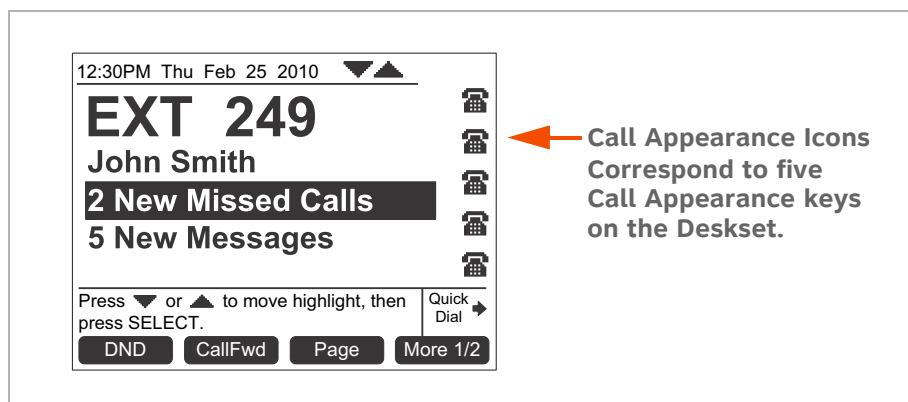 12:30PM Thu Feb 25 2010
EXT 249
John Smith
2 New Missed Calls
5 New Messages
Press ▼ or ▲ to move highlight, then
press SELECT.
Quick
Dial
DND CallFwd Page More 1/2
Call Appearance Icons
Correspond to five
Call Appearance keys
on the Deskset.